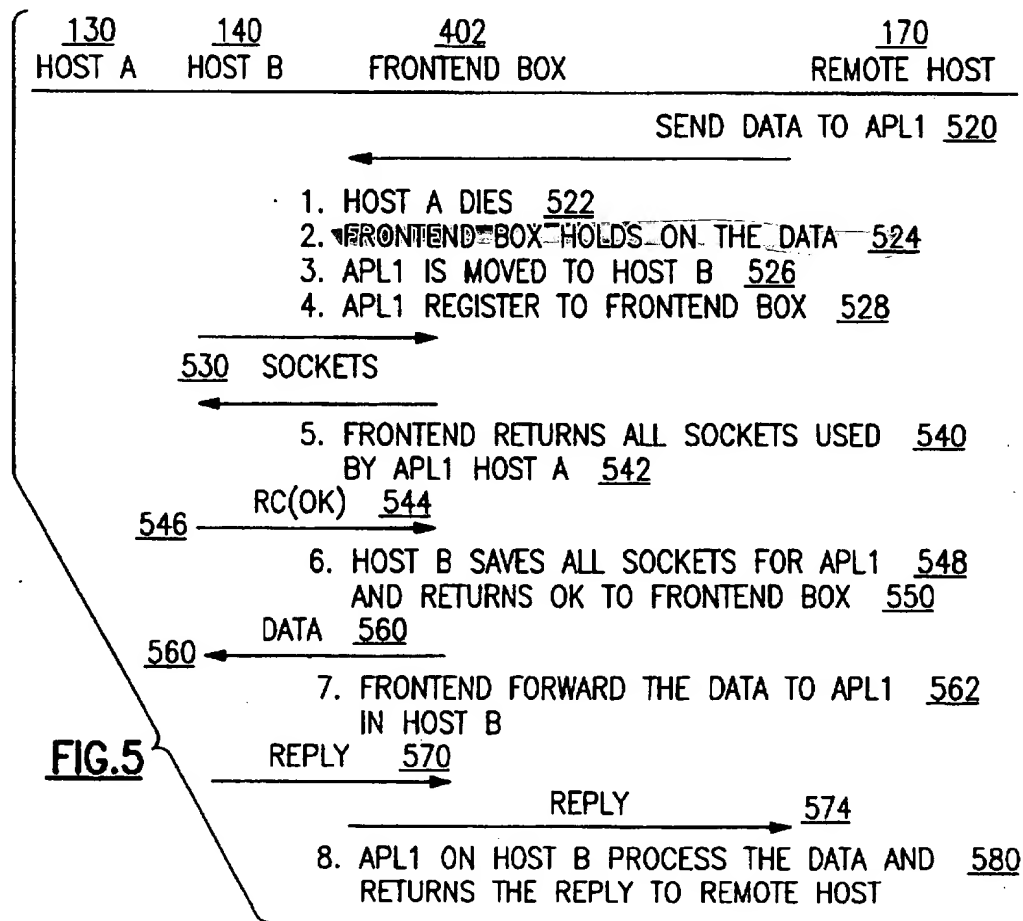 130 140 402 170
HOST A HOST B FRONTEND BOX REMOTE HOST
SEND DATA TO APL1 520
1. HOST A DIES 522
2. FRONTEND BOX HOLDS ON THE DATA 524
3. APL1 IS MOVED TO HOST B 526
4. APL1 REGISTER TO FRONTEND BOX 528
530 SOCKETS
5. FRONTEND RETURNS ALL SOCKETS USED 540
BY APL1 HOST A 542
RC(OK) 544
546
6. HOST B SAVES ALL SOCKETS FOR APL1 548
AND RETURNS OK TO FRONTEND BOX 550
DATA 560
560
7. FRONTEND FORWARD THE DATA TO APL1 562
IN HOST B
FIG.5
REPLY 570
REPLY 574
8. APL1 ON HOST B PROCESS THE DATA AND 580
RETURNS THE REPLY TO REMOTE HOST